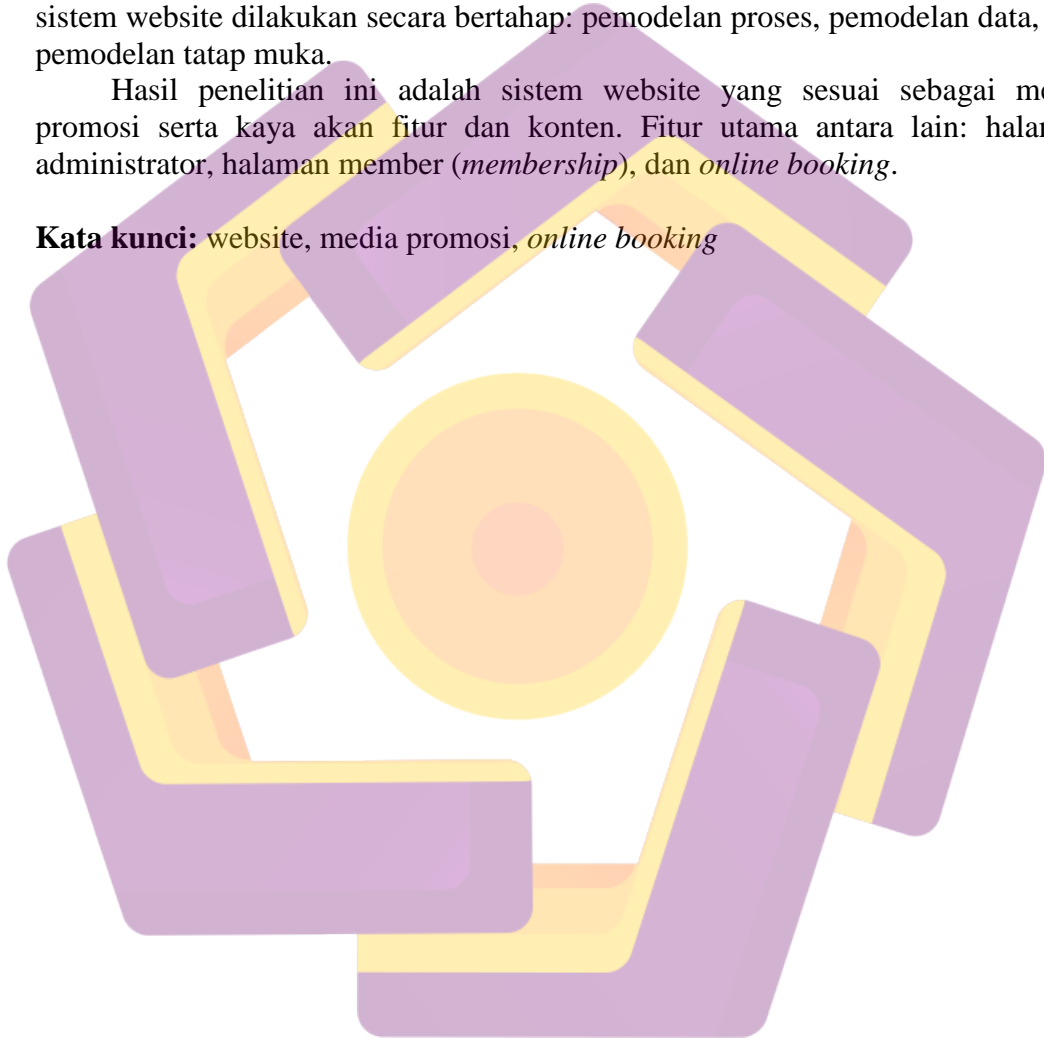 sistem website dilakukan secara bertahap: pemodelan proses, pemodelan data,
pemodelan tatap muka.
Hasil penelitian ini adalah sistem website yang sesuai sebagai
promosi serta kaya akan fitur dan konten. Fitur utama antara lain:
administrator, halaman member (membership), dan online booking.
Kata kunci: website, media promosi, online booking